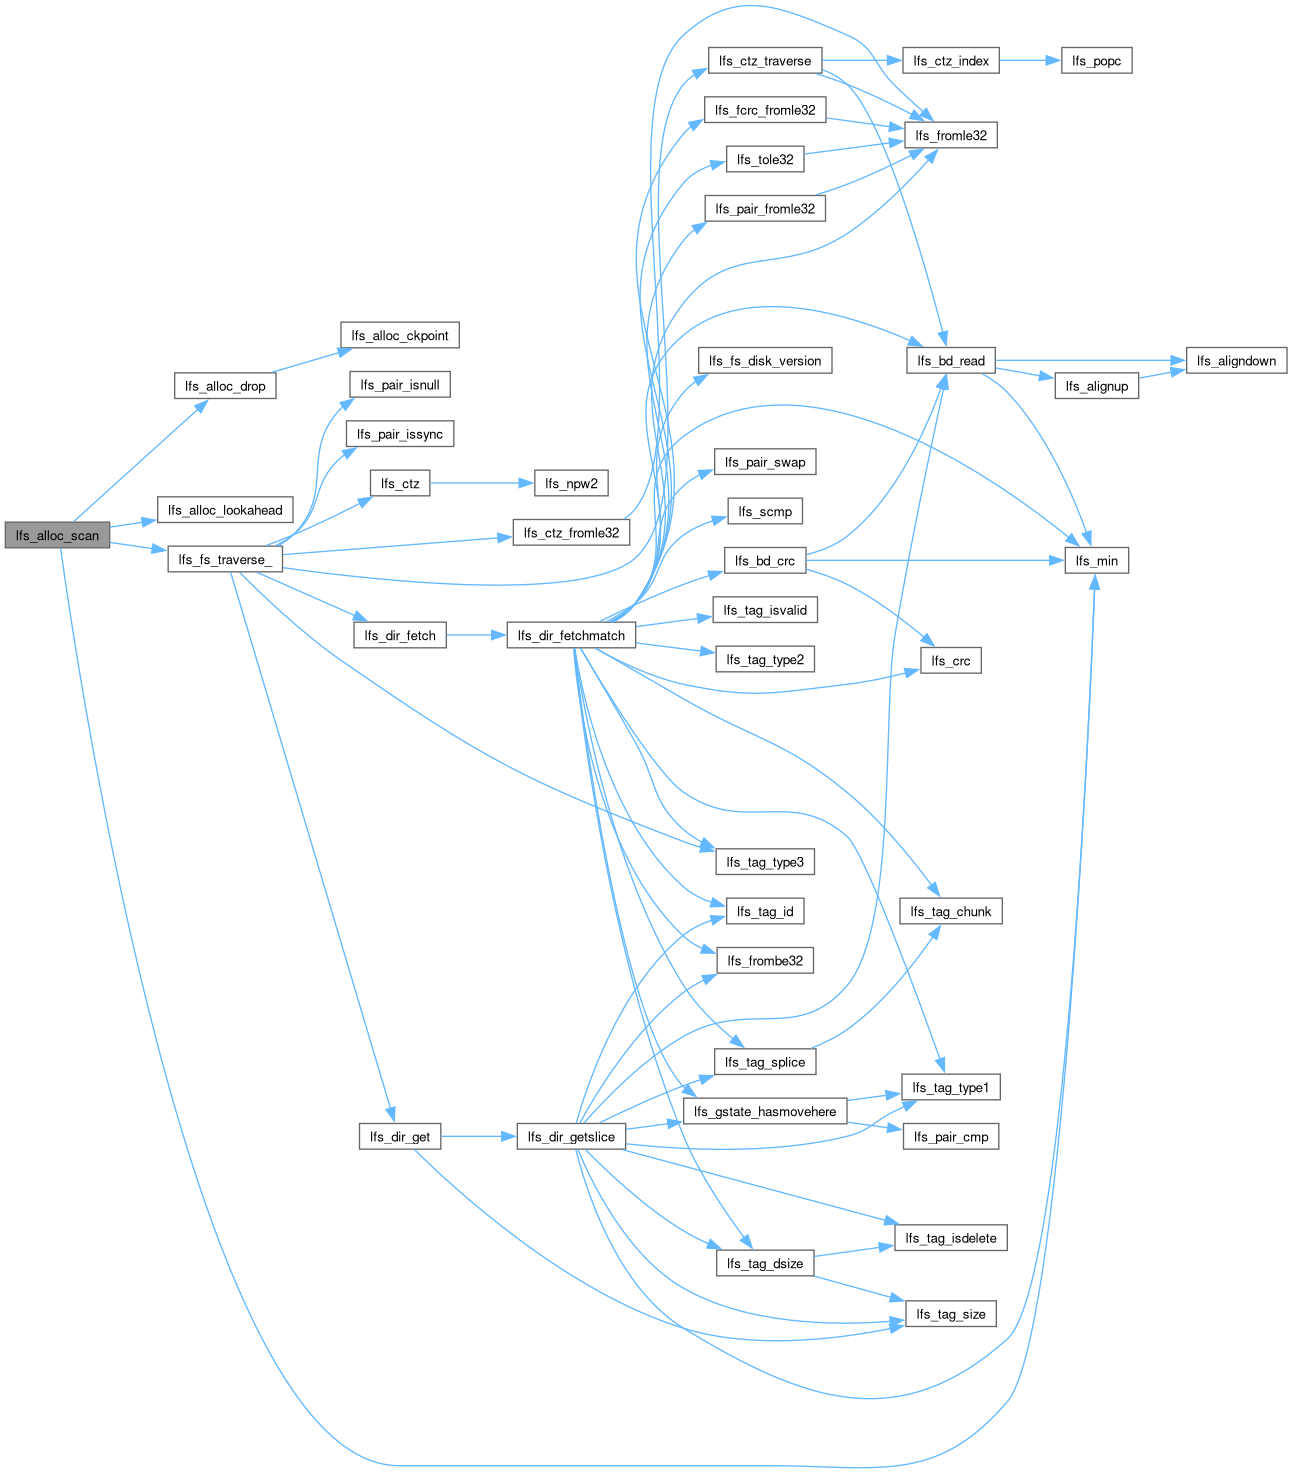 lfs_alloc_scan
lfs_alloc_drop
lfs_alloc_ckpoint
lfs_alloc_lookahead
lfs_fs_traverse_
lfs_pair_isnull
lfs_pair_issync
lfs_ctz
lfs_npw2
lfs_ctz_fromle32
lfs_dir_fetch
lfs_dir_fetchmatch
lfs_dir_get
lfs_dir_getslice
lfs_ctz_traverse
lfs_ctz_index
lfs_popc
lfs_fcrc_fromle32
lfs_fromle32
lfs_tole32
lfs_pair_fromle32
lfs_fs_disk_version
lfs_bd_read
lfs_aligndown
lfs_alignup
lfs_pair_swap
lfs_scmp
lfs_bd_crc
lfs_min
lfs_tag_isvalid
lfs_tag_type2
lfs_crc
lfs_tag_type3
lfs_tag_id
lfs_tag_chunk
lfs_frombe32
lfs_tag_splice
lfs_tag_type1
lfs_gstate_hasmovehere
lfs_pair_cmp
lfs_tag_isdelete
lfs_tag_dsize
lfs_tag_size